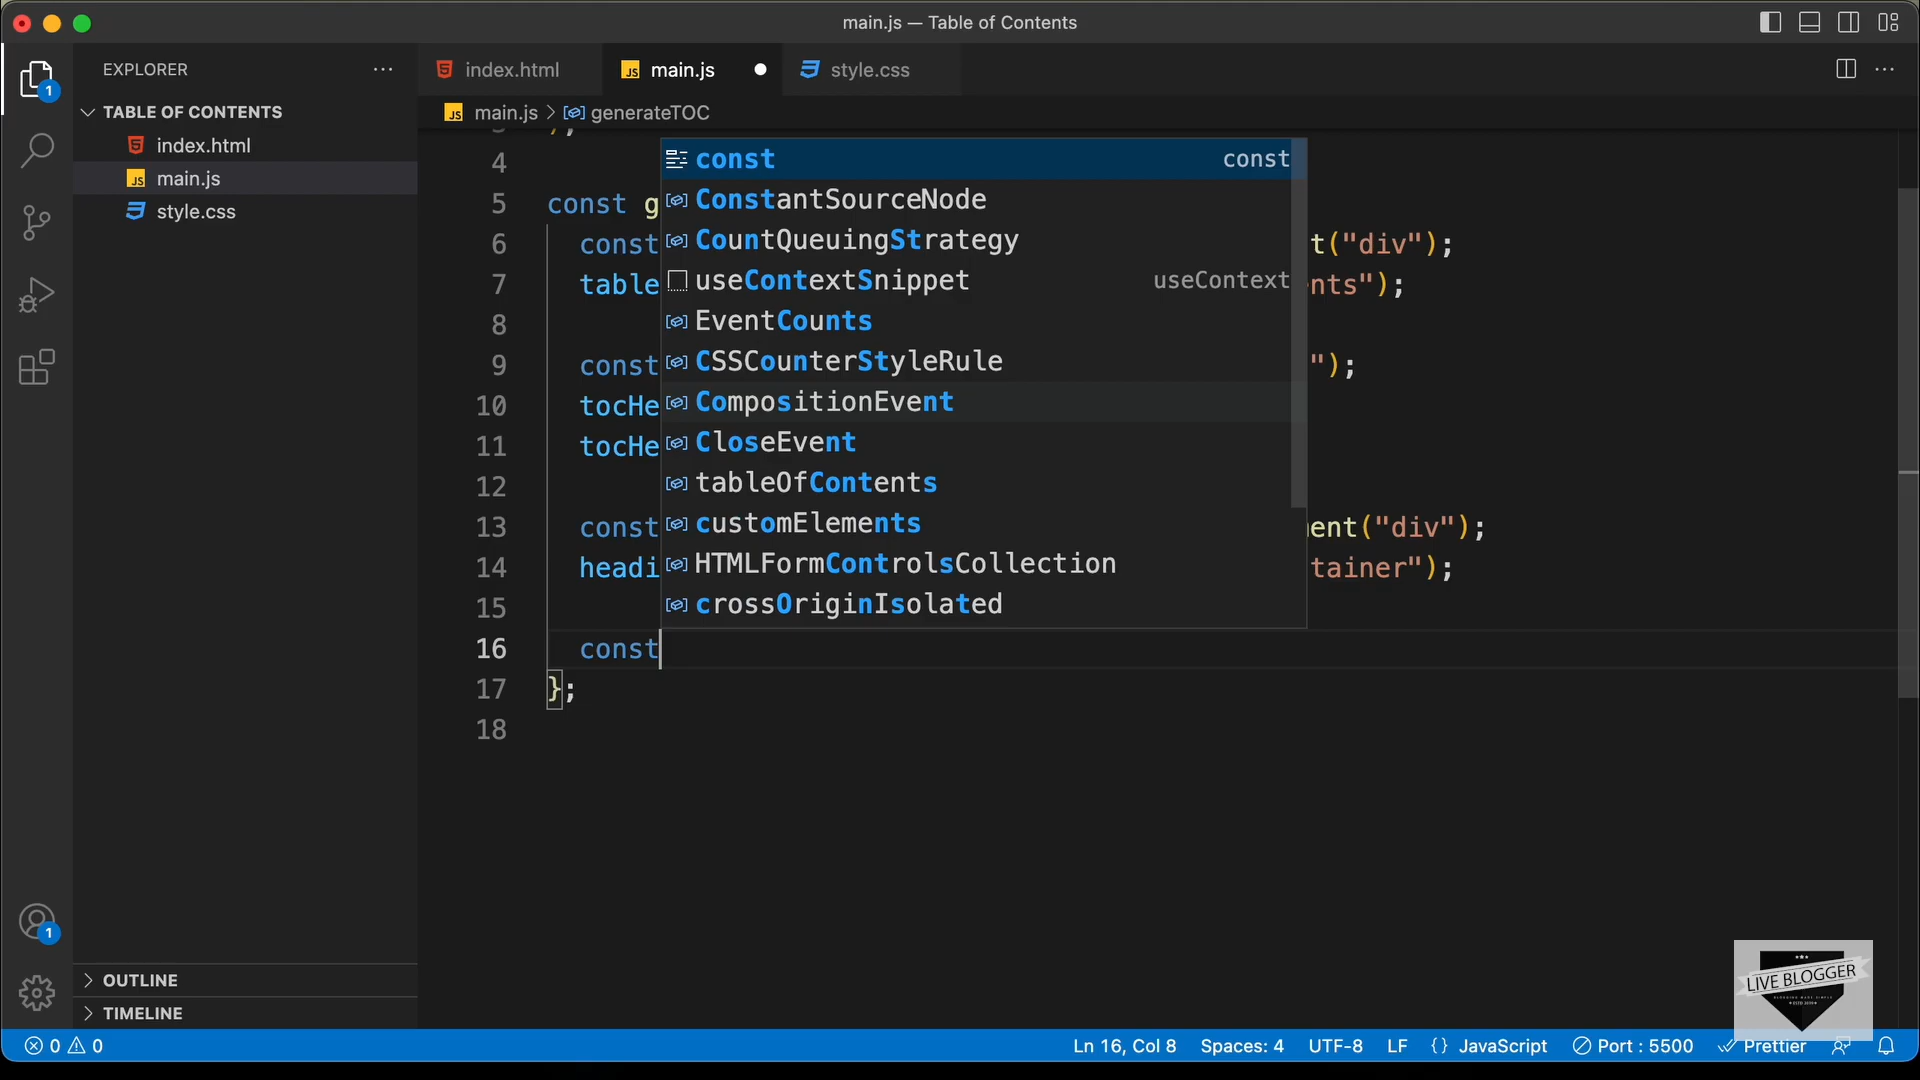 main.js — Table of Contents
EXPLORER
TABLE OF CONTENTS
index.html
main.js
style.css
OUTLINE
TIMELINE
1
1
index.html
main.js
style.css
main.js > generateTOC
4
5 const g
6 const t("div");
7 table nts");
8
9 const ");
10 tocHe
11 tocHe
12
13 const ent("div");
14 headi tainer");
15
16 const
17 };
18
const const
ConstantSourceNode
CountQueuingStrategy
useContextSnippet useContext
EventCounts
CSSCounterStyleRule
CompositionEvent
CloseEvent
tableOfContents
customElements
HTMLFormControlsCollection
crossOriginIsolated
LIVE BLOGGER
0 0 Ln 16, Col 8 Spaces: 4 UTF-8 LF {} JavaScript Port : 5500 Prettier